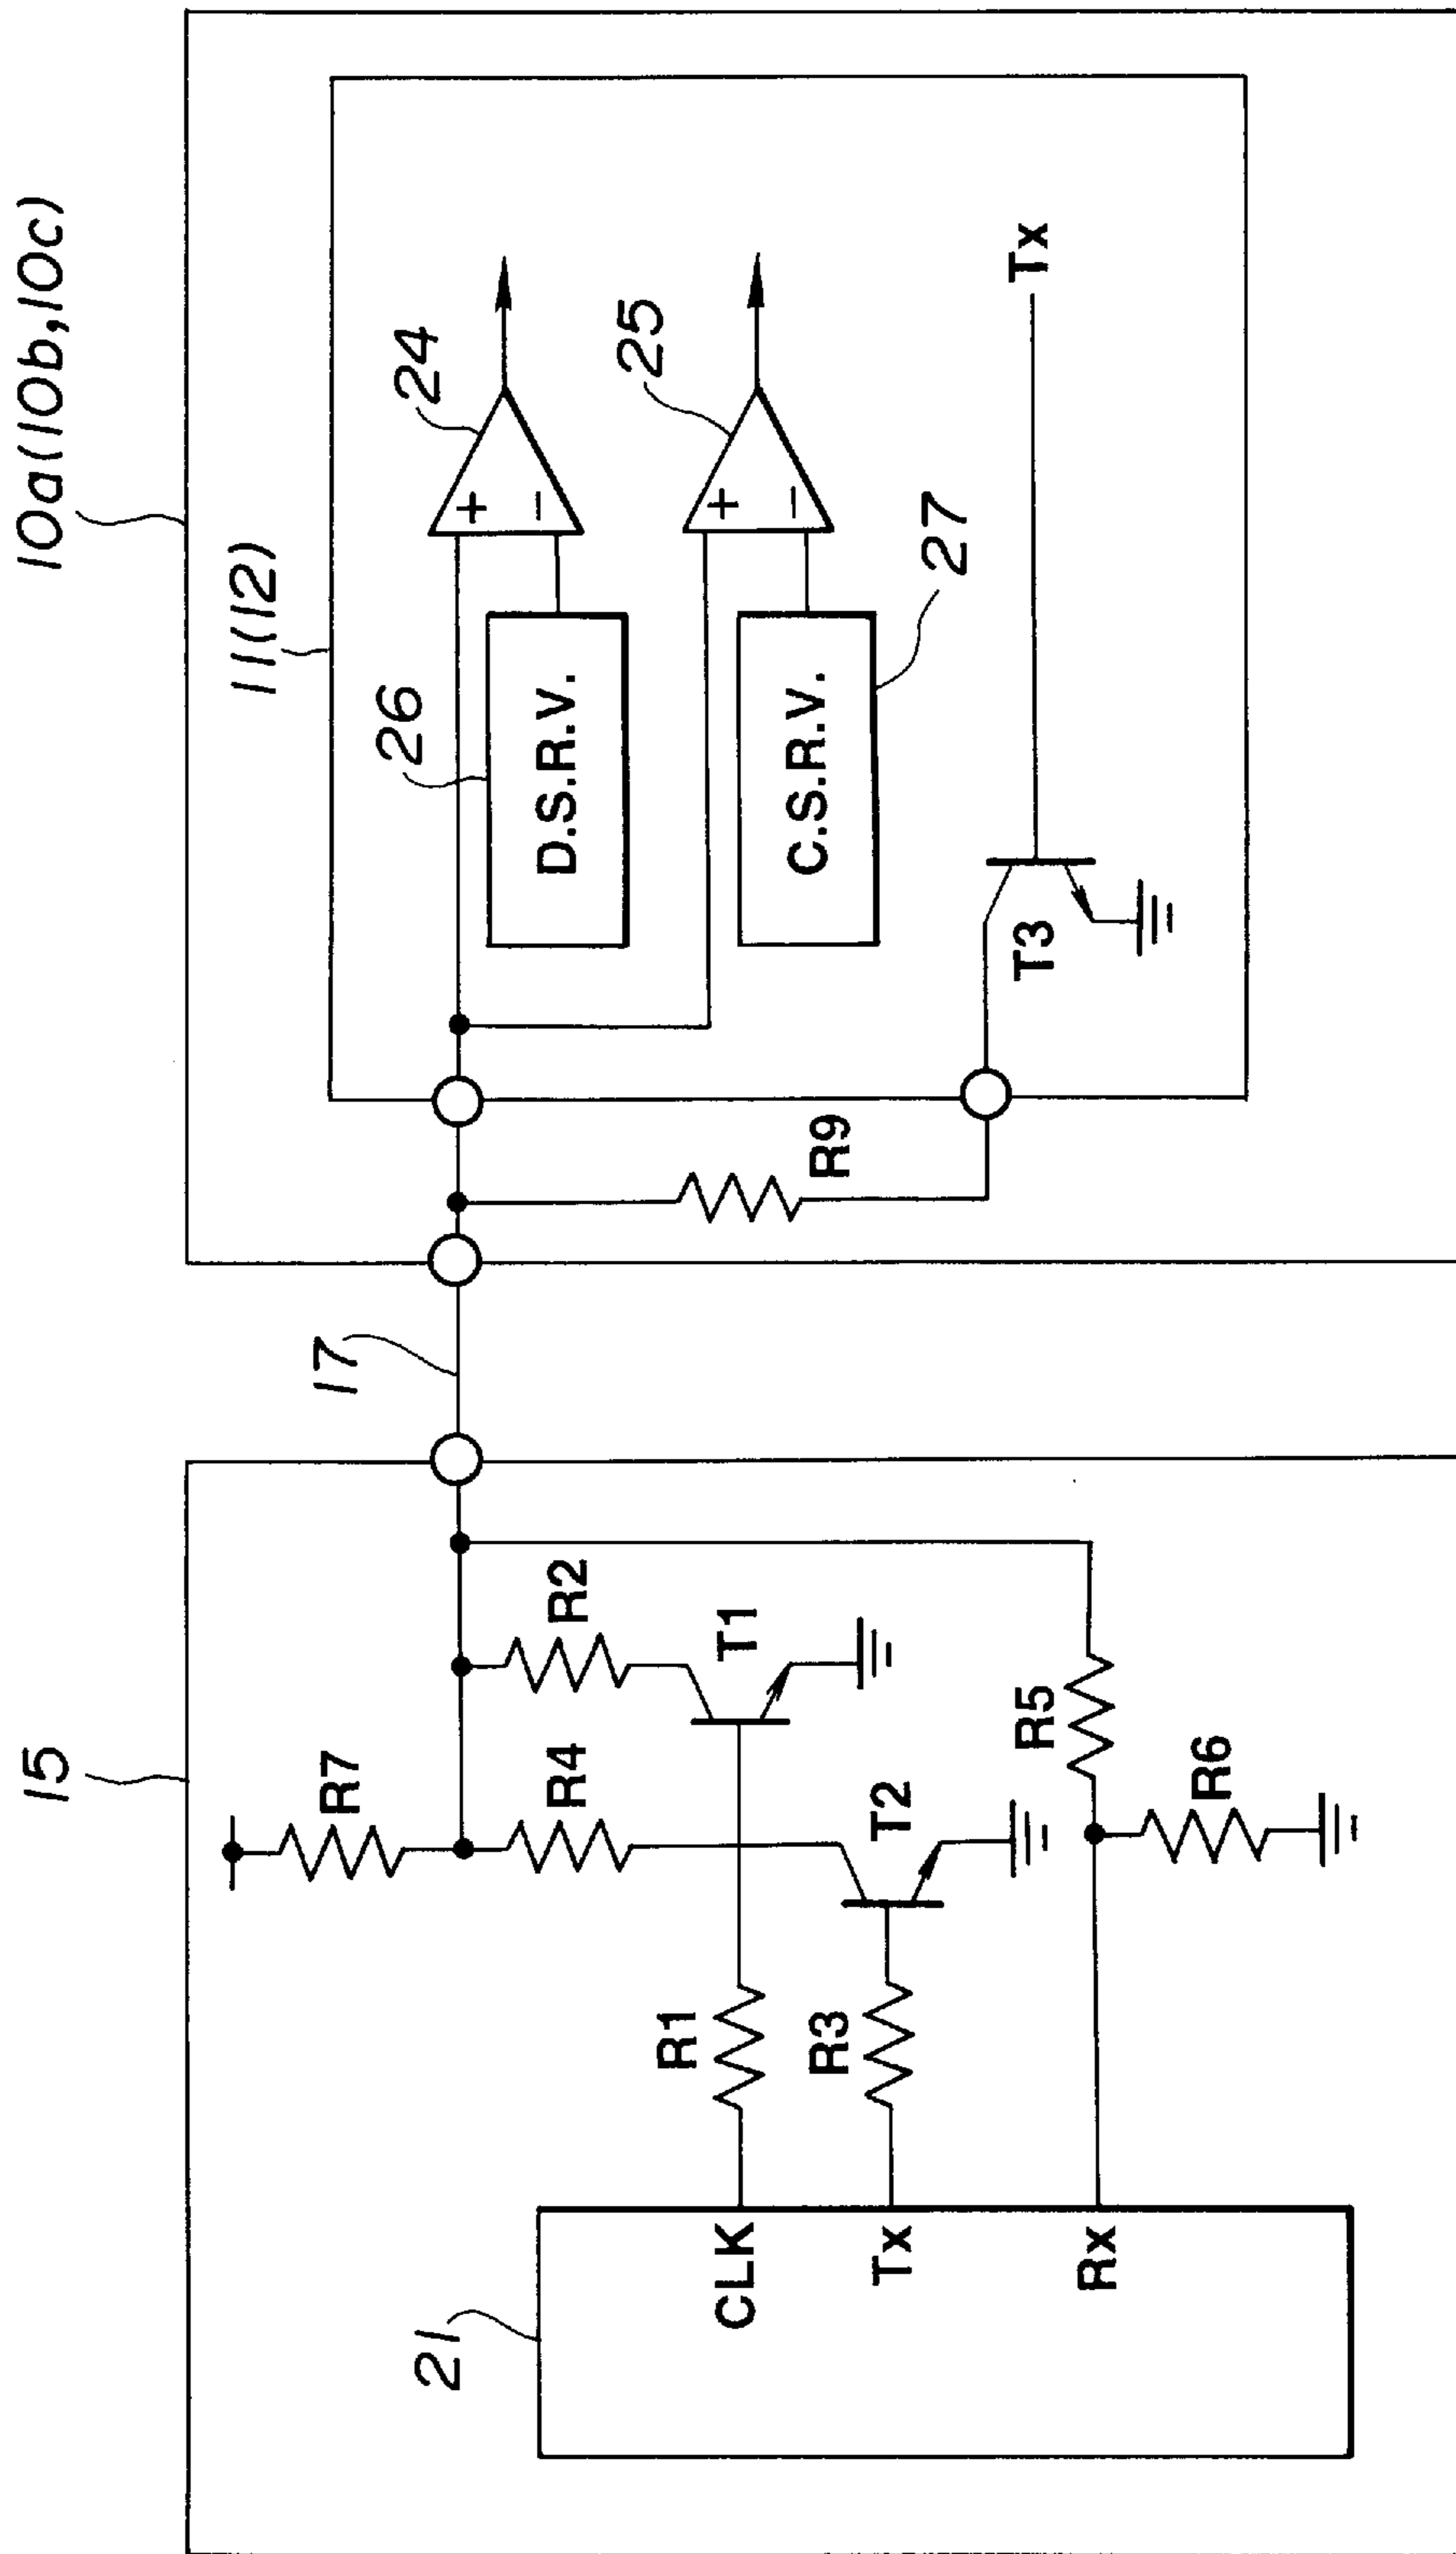 15
21
CLK
Tx
Rx
R7
R4
R2
T1
R1
R3
T2
R5
R6
17
10a(10b,10c)
11(12)
26
D.S.R.V.
24
25
C.S.R.V.
27
R9
T3
Tx